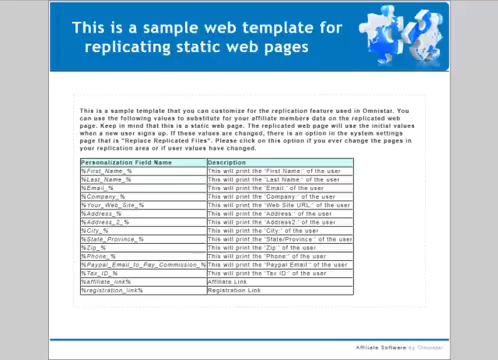 This is a sample web template for
replicating static web pages
This is a sample template that you can customize for the replication feature used in Omnistar. You
can use the following values to substitute for your affiliate members data on the replicated web
page. Keep in mind that this is a static web page. The replicated web page will use the initial values
when a new user signs up. If these values are changed, there is an option in the system settings
page that is "Replace Replicated Files". Please click on this option if you ever change the pages in
your replication area or if user values have changed.
Personalization Field Name Description
%First_Name_% This will print the "First Name:" of the user
%Last_Name_% This will print the "Last Name:" of the user
%Email_% This will print the "Email:" of the user
%Company_% This will print the "Company:" of the user
%Your_Web_Site_% This will print the "Web Site URL:" of the user
%Address_% This will print the "Address:" of the user
%Address_2_% This will print the "Address2:" of the user
%City_% This will print the "City:" of the user
%State_Province_% This will print the "State/Province:" of the user
%Zip_% This will print the "Zip:" of the user
%Phone_% This will print the "Phone:" of the user
%Paypal_Email_to_Pay_Commission_% This will print the "Paypal Email:" of the user
%Tax_ID_% This will print the "Tax ID:" of the user
%affiliate_link% Affiliate Link
%registration_link% Registration Link
Affiliate Software by Omnistar